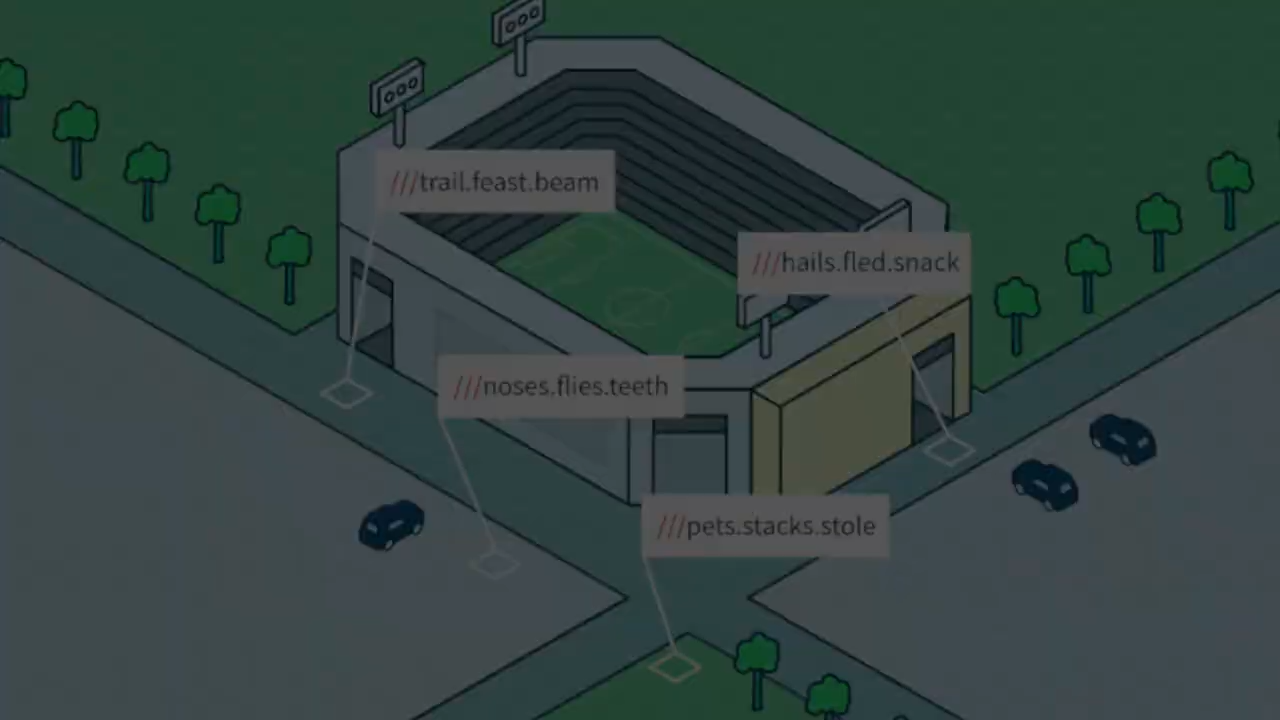 ///trail.feast.beam
///hails.fled.snack
///noses.flies.teeth
///pets.stacks.stole